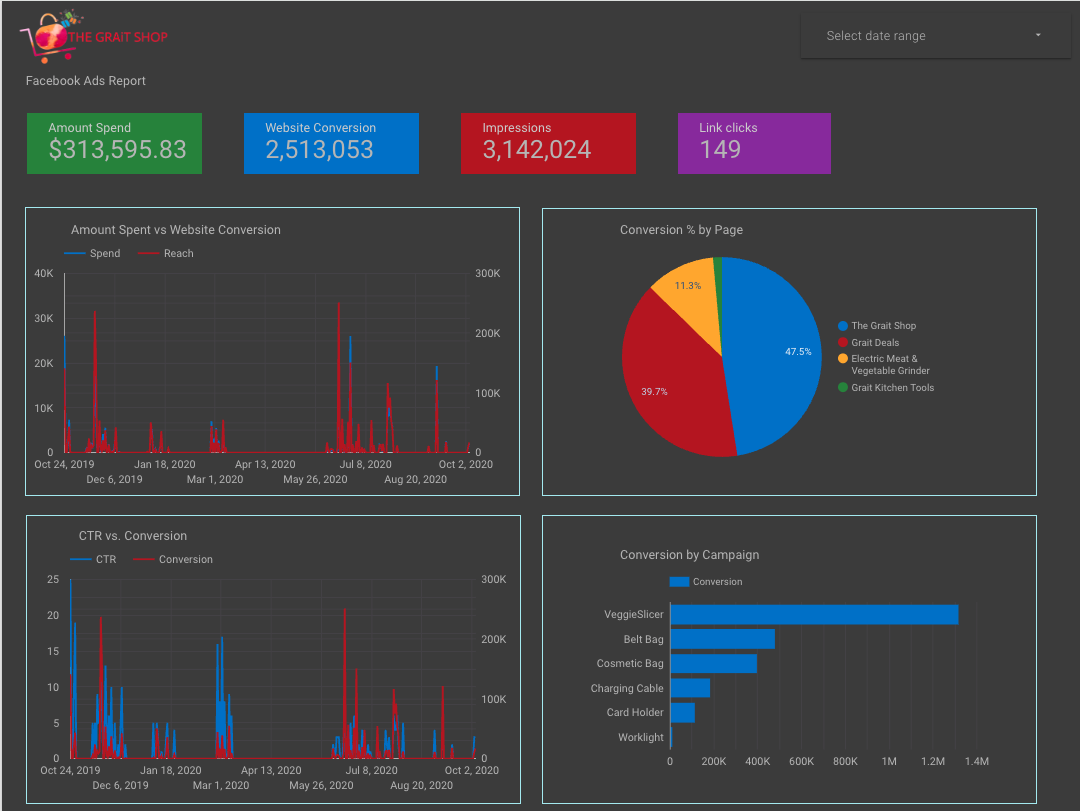 THE GRAIT SHOP
Select date range
Facebook Ads Report
Amount Spend
$313,595.83
Website Conversion
2,513,053
Impressions
3,142,024
Link clicks
149
Amount Spent vs Website Conversion
Spend Reach
40K 300K
30K
200K
20K
100K
10K
0 0
Oct 24, 2019 Jan 18, 2020 Apr 13, 2020 Jul 8, 2020 Oct 2, 2020
Dec 6, 2019 Mar 1, 2020 May 26, 2020 Aug 20, 2020
Conversion % by Page
11.3%
47.5%
39.7%
The Grait Shop
Grait Deals
Electric Meat &
Vegetable Grinder
Grait Kitchen Tools
CTR vs. Conversion
CTR Conversion
25 300K
20
200K
15
10
100K
5
0 0
Oct 24, 2019 Jan 18, 2020 Apr 13, 2020 Jul 8, 2020 Oct 2, 2020
Dec 6, 2019 Mar 1, 2020 May 26, 2020 Aug 20, 2020
Conversion by Campaign
Conversion
VeggieSlicer
Belt Bag
Cosmetic Bag
Charging Cable
Card Holder
Worklight
0 200K 400K 600K 800K 1M 1.2M 1.4M